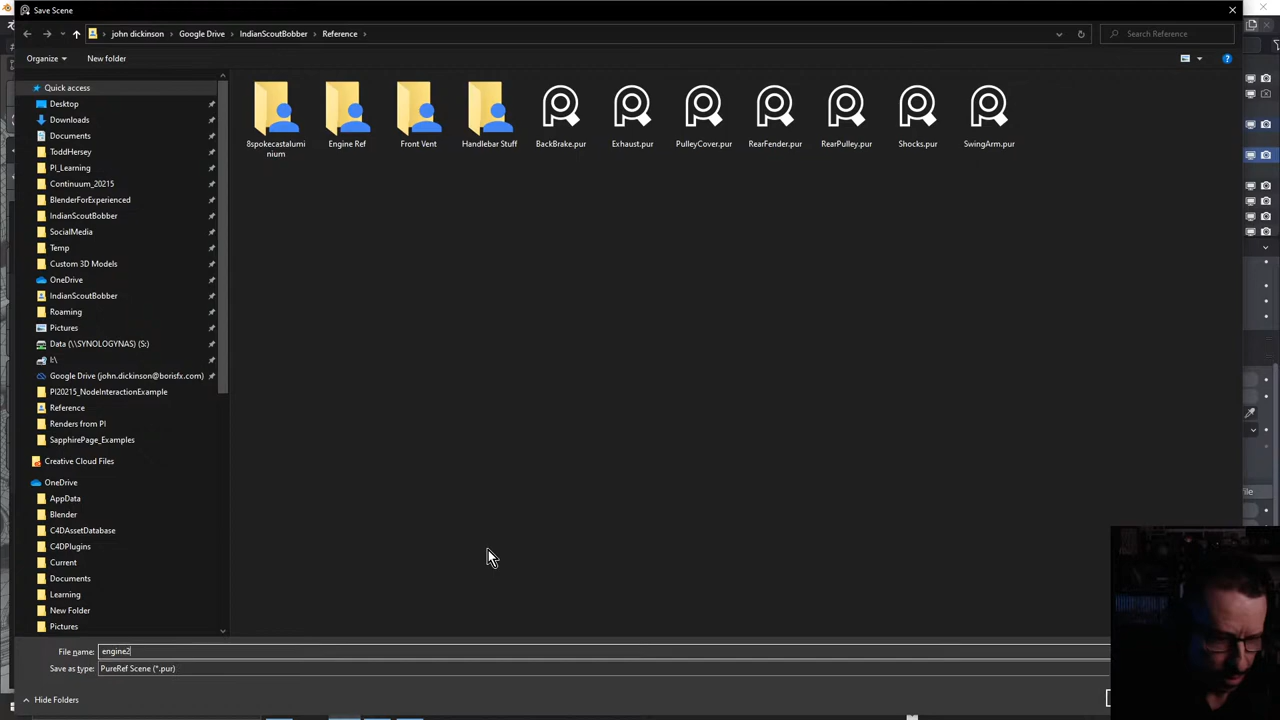 Save Scene
john dickinson
Google Drive
IndianScoutBobber
Reference
Search Reference
Organize
New folder
Quick access
Desktop
Downloads
Documents
ToddHersey
PI_Learning
Continuum_20215
BlenderForExperienced
IndianScoutBobber
SocialMedia
Temp
Custom 3D Models
OneDrive
IndianScoutBobber
Roaming
Pictures
Data (\\SYNOLOGYNAS) (S:)
I:\
Google Drive (john.dickinson@borisfx.com)
PI20215_NodeInteractionExample
Reference
Renders from PI
SapphirePage_Examples
Creative Cloud Files
OneDrive
AppData
Blender
C4DAssetDatabase
C4DPlugins
Current
Documents
Learning
New Folder
Pictures
8spokecastalumi
nium
Engine Ref
Front Vent
Handlebar Stuff
BackBrake.pur
Exhaust.pur
PulleyCover.pur
RearFender.pur
RearPulley.pur
Shocks.pur
SwingArm.pur
File name: engine2
Save as type: PureRef Scene (*.pur)
Hide Folders